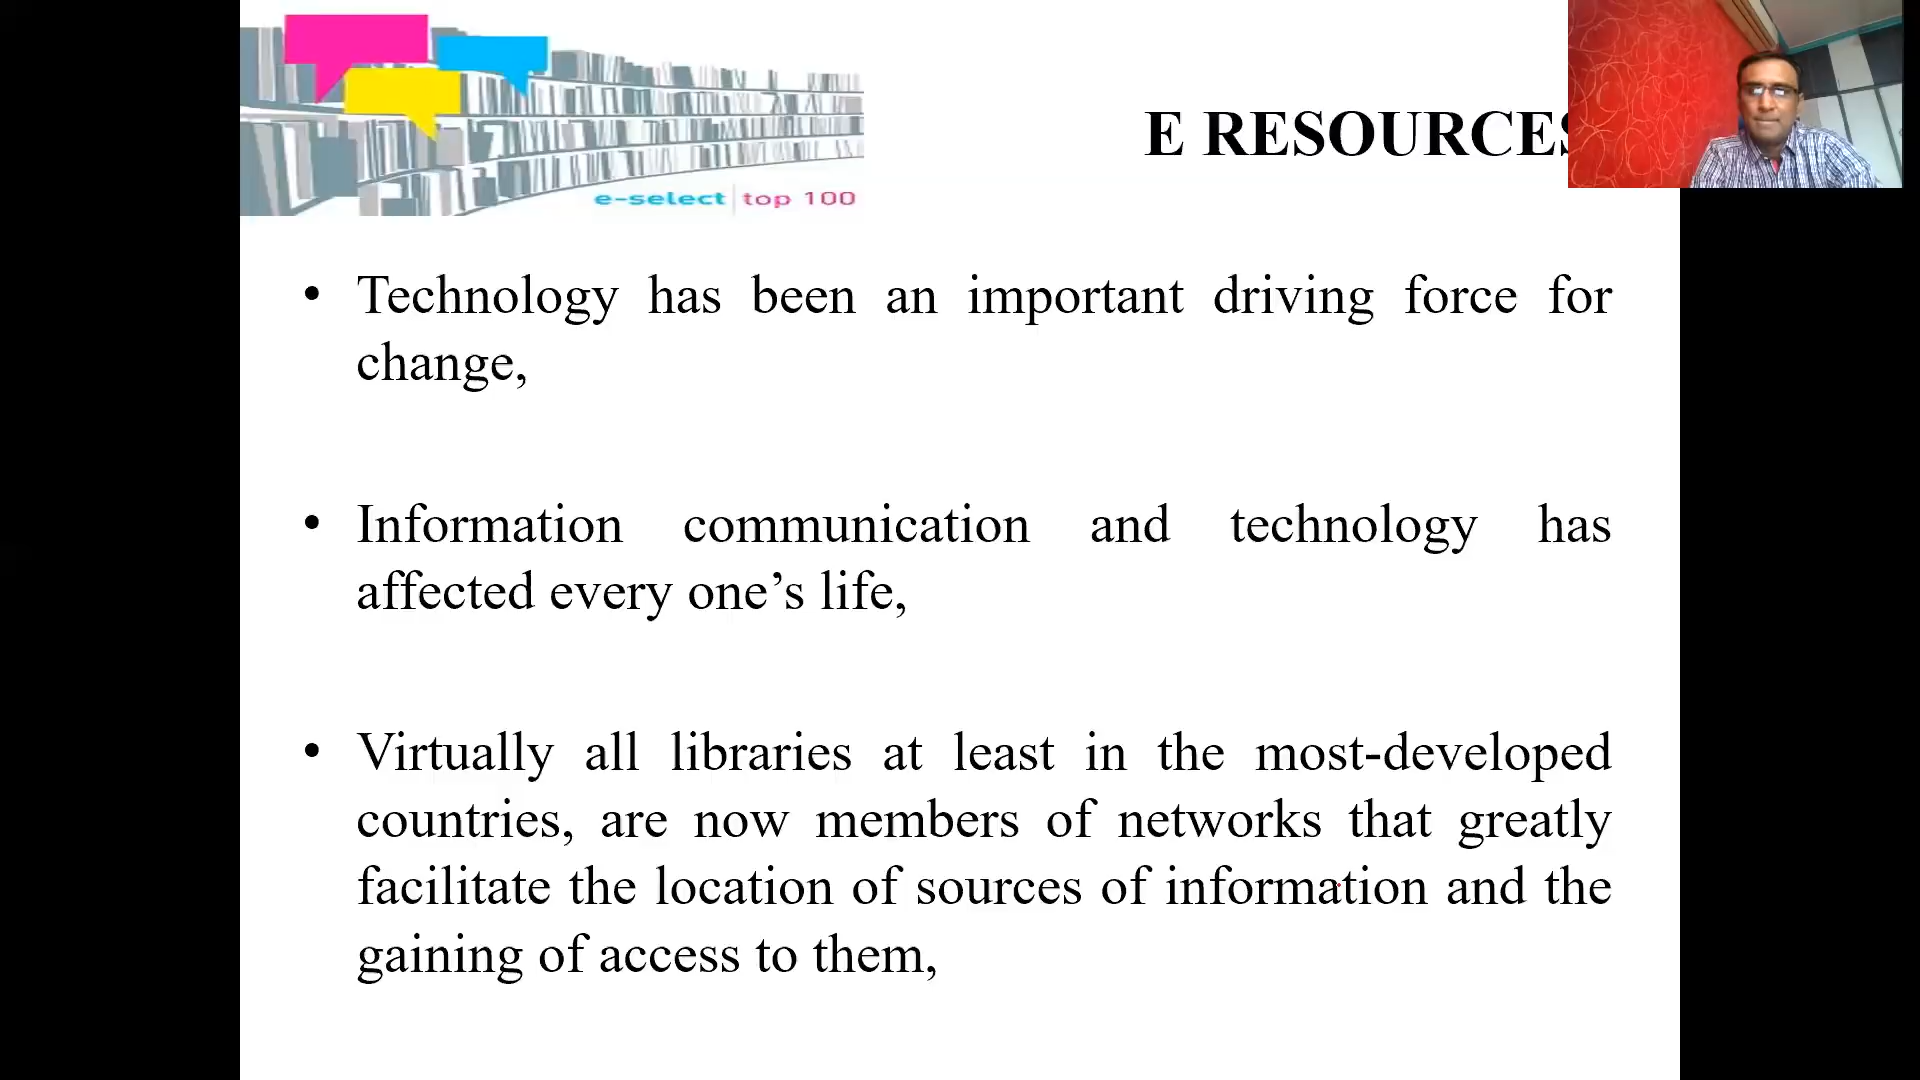 E RESOURCES
e-select top 100
• Technology has been an important driving force for
change,
• Information communication and technology has
affected every one’s life,
• Virtually all libraries at least in the most-developed
countries, are now members of networks that greatly
facilitate the location of sources of information and the
gaining of access to them,